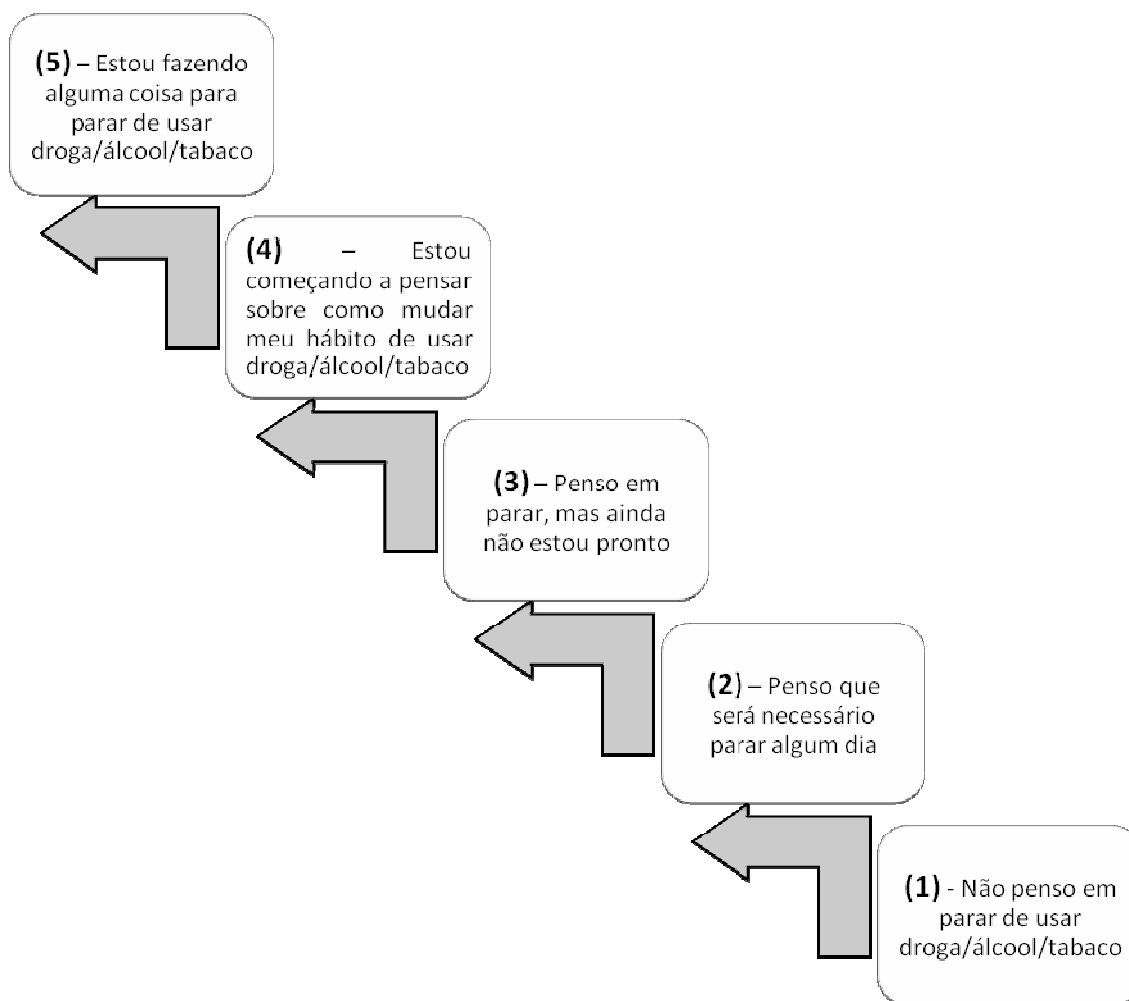 (5) – Estou fazendo
alguma coisa para
parar de usar
droga/álcool/tabaco
(4) – Estou
começando a pensar
sobre como mudar
meu hábito de usar
droga/álcool/tabaco
(3) – Penso em
parar, mas ainda
não estou pronto
(2) – Penso que
será necessário
parar algum dia
(1) - Não penso em
parar de usar
droga/álcool/tabaco